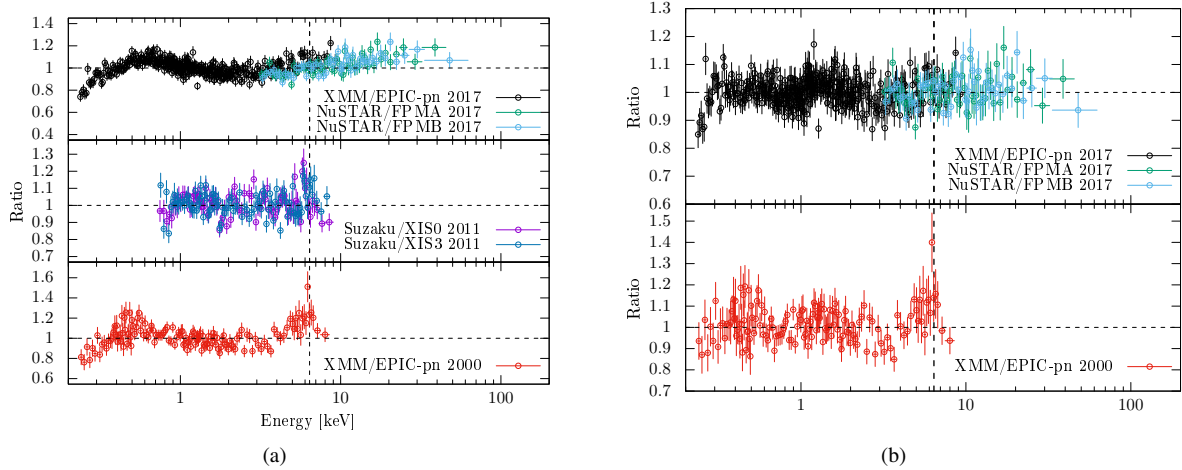 1.4
1.2
1
0.8
0.6
0.4
XMM/EPIC-pn 2017
NuSTAR/FPMA 2017
NuSTAR/FPMB 2017
1.3
1.2
1.1
1
0.9
0.8
0.7
Suzaku/XIS0 2011
Suzaku/XIS3 2011
Ratio
1.6
1.4
1.2
1
0.8
0.6
XMM/EPIC-pn 2000
1 10 100
Energy [keV]
(a)
1.3
1.2
1.1
1
0.9
0.8
0.7
0.6
Ratio
XMM/EPIC-pn 2017
NuSTAR/FPMA 2017
NuSTAR/FPMB 2017
1.5
1.4
1.3
1.2
1.1
1
0.9
0.8
0.7
Ratio
XMM/EPIC-pn 2000
1 10 100
(b)